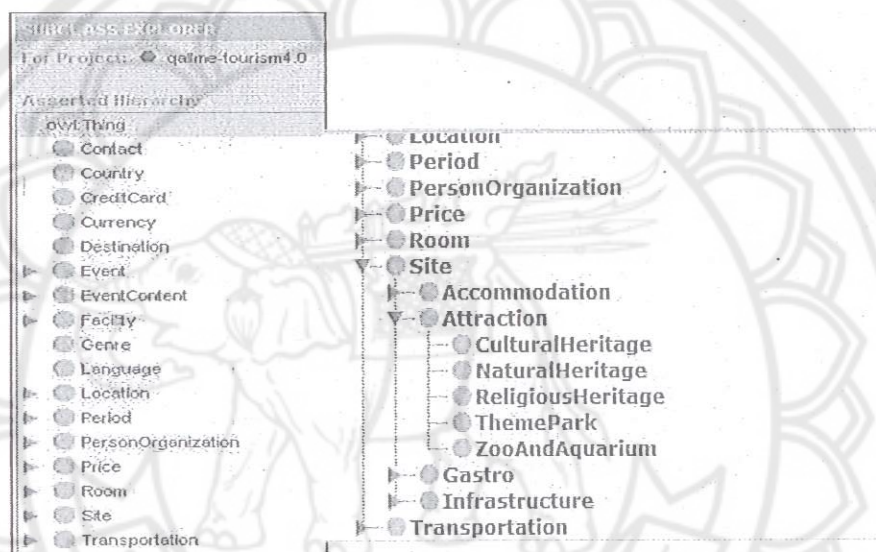 SUBCLASS EXPLORER
For Project: qallme-tourism4.0
Asserted Hierarchy
owl:Thing
Contact
Country
CreditCard
Currency
Destination
Event
EventContent
Facility
Genre
Language
Location
Period
PersonOrganization
Price
Room
Site
Transportation
Location
Period
PersonOrganization
Price
Room
Site
Accommodation
Attraction
CulturalHeritage
NaturalHeritage
ReligiousHeritage
ThemePark
ZooAndAquarium
Gastro
Infrastructure
Transportation